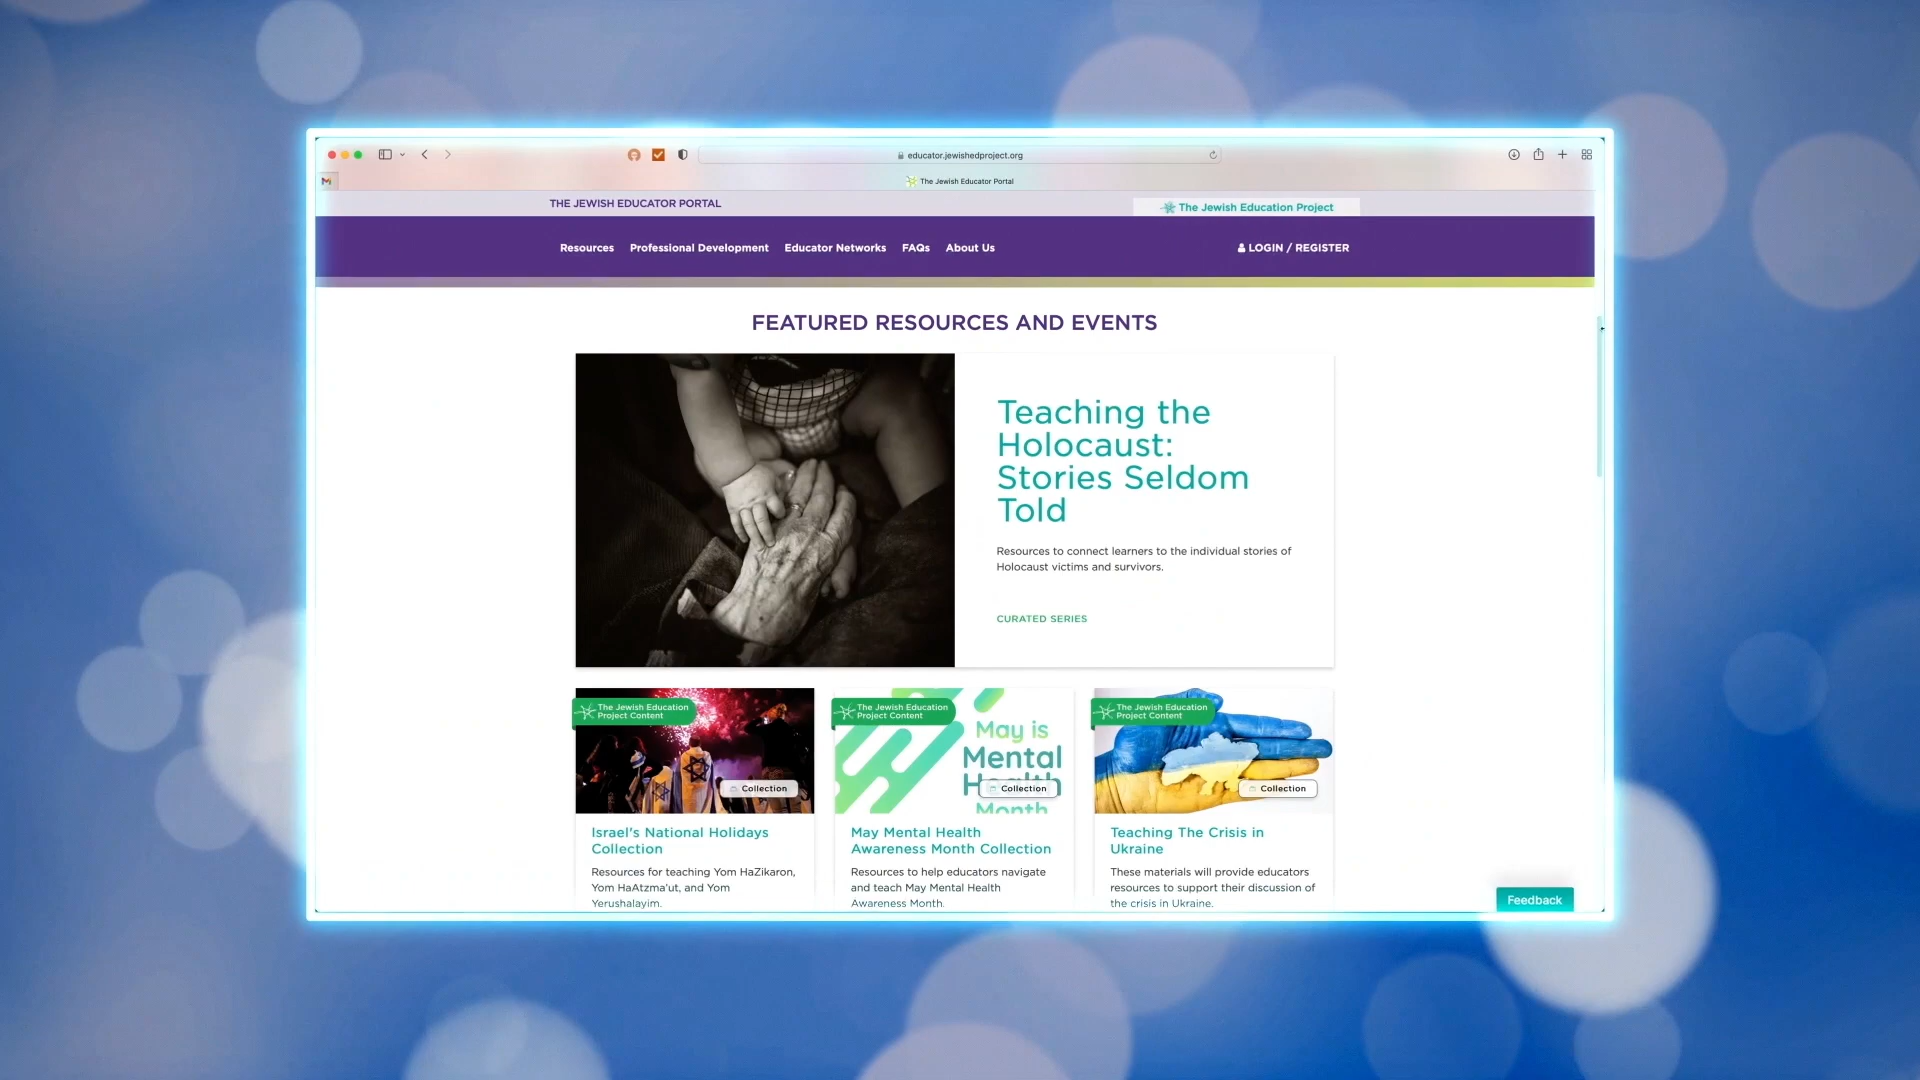 educator.jewishedproject.org
The Jewish Educator Portal
THE JEWISH EDUCATOR PORTAL
The Jewish Education Project
Resources Professional Development Educator Networks FAQs About Us LOGIN / REGISTER
FEATURED RESOURCES AND EVENTS
Teaching the
Holocaust:
Stories Seldom
Told
Resources to connect learners to the individual stories of
Holocaust victims and survivors.
CURATED SERIES
The Jewish Education
Project Content
Collection
Israel's National Holidays
Collection
Resources for teaching Yom HaZikaron,
Yom HaAtzma'ut, and Yom
Yerushalayim.
The Jewish Education
Project Content
May is
Mental
Health
Month
Collection
May Mental Health
Awareness Month Collection
Resources to help educators navigate
and teach May Mental Health
Awareness Month.
The Jewish Education
Project Content
Collection
Teaching The Crisis in
Ukraine
These materials will provide educators
resources to support their discussion of
the crisis in Ukraine.
Feedback